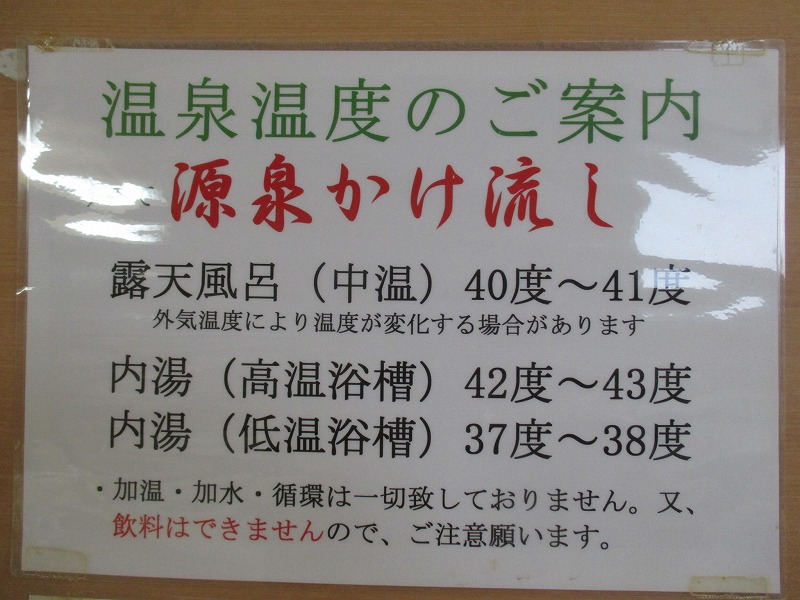 温泉温度のご案内
源泉かけ流し
露天風呂（中温）40度～41度
外気温度により温度が変化する場合があります
内湯（高温浴槽）42度～43度
内湯（低温浴槽）37度～38度
・加温・加水・循環は一切致しておりません。又、
飲料はできませんので、ご注意願います。